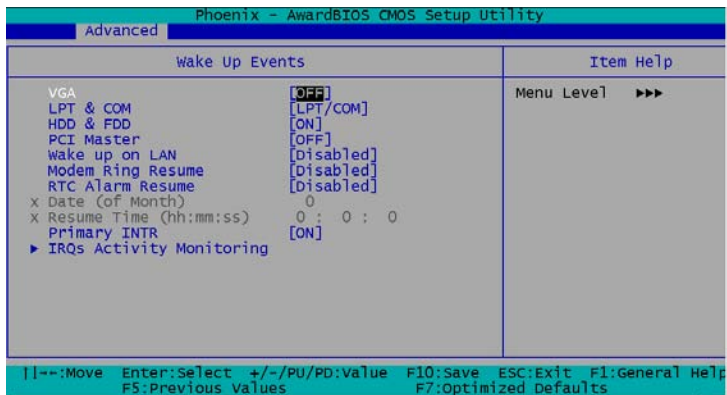 Phoenix - AwardBIOS CMOS Setup Utility
Advanced
Wake Up Events
Item Help
VGA [OFF]
LPT & COM [LPT/COM]
HDD & FDD [ON]
PCI Master [OFF]
Wake up on LAN [Disabled]
Modem Ring Resume [Disabled]
RTC Alarm Resume [Disabled]
x Date (of Month) 0
x Resume Time (hh:mm:ss) 0 : 0 : 0
Primary INTR [ON]
▶ IRQs Activity Monitoring
Menu Level ▶▶▶
:Move Enter:Select +/-/PU/PD:Value F10:Save ESC:Exit F1:General Help
F5:Previous Values F7:Optimized Defaults